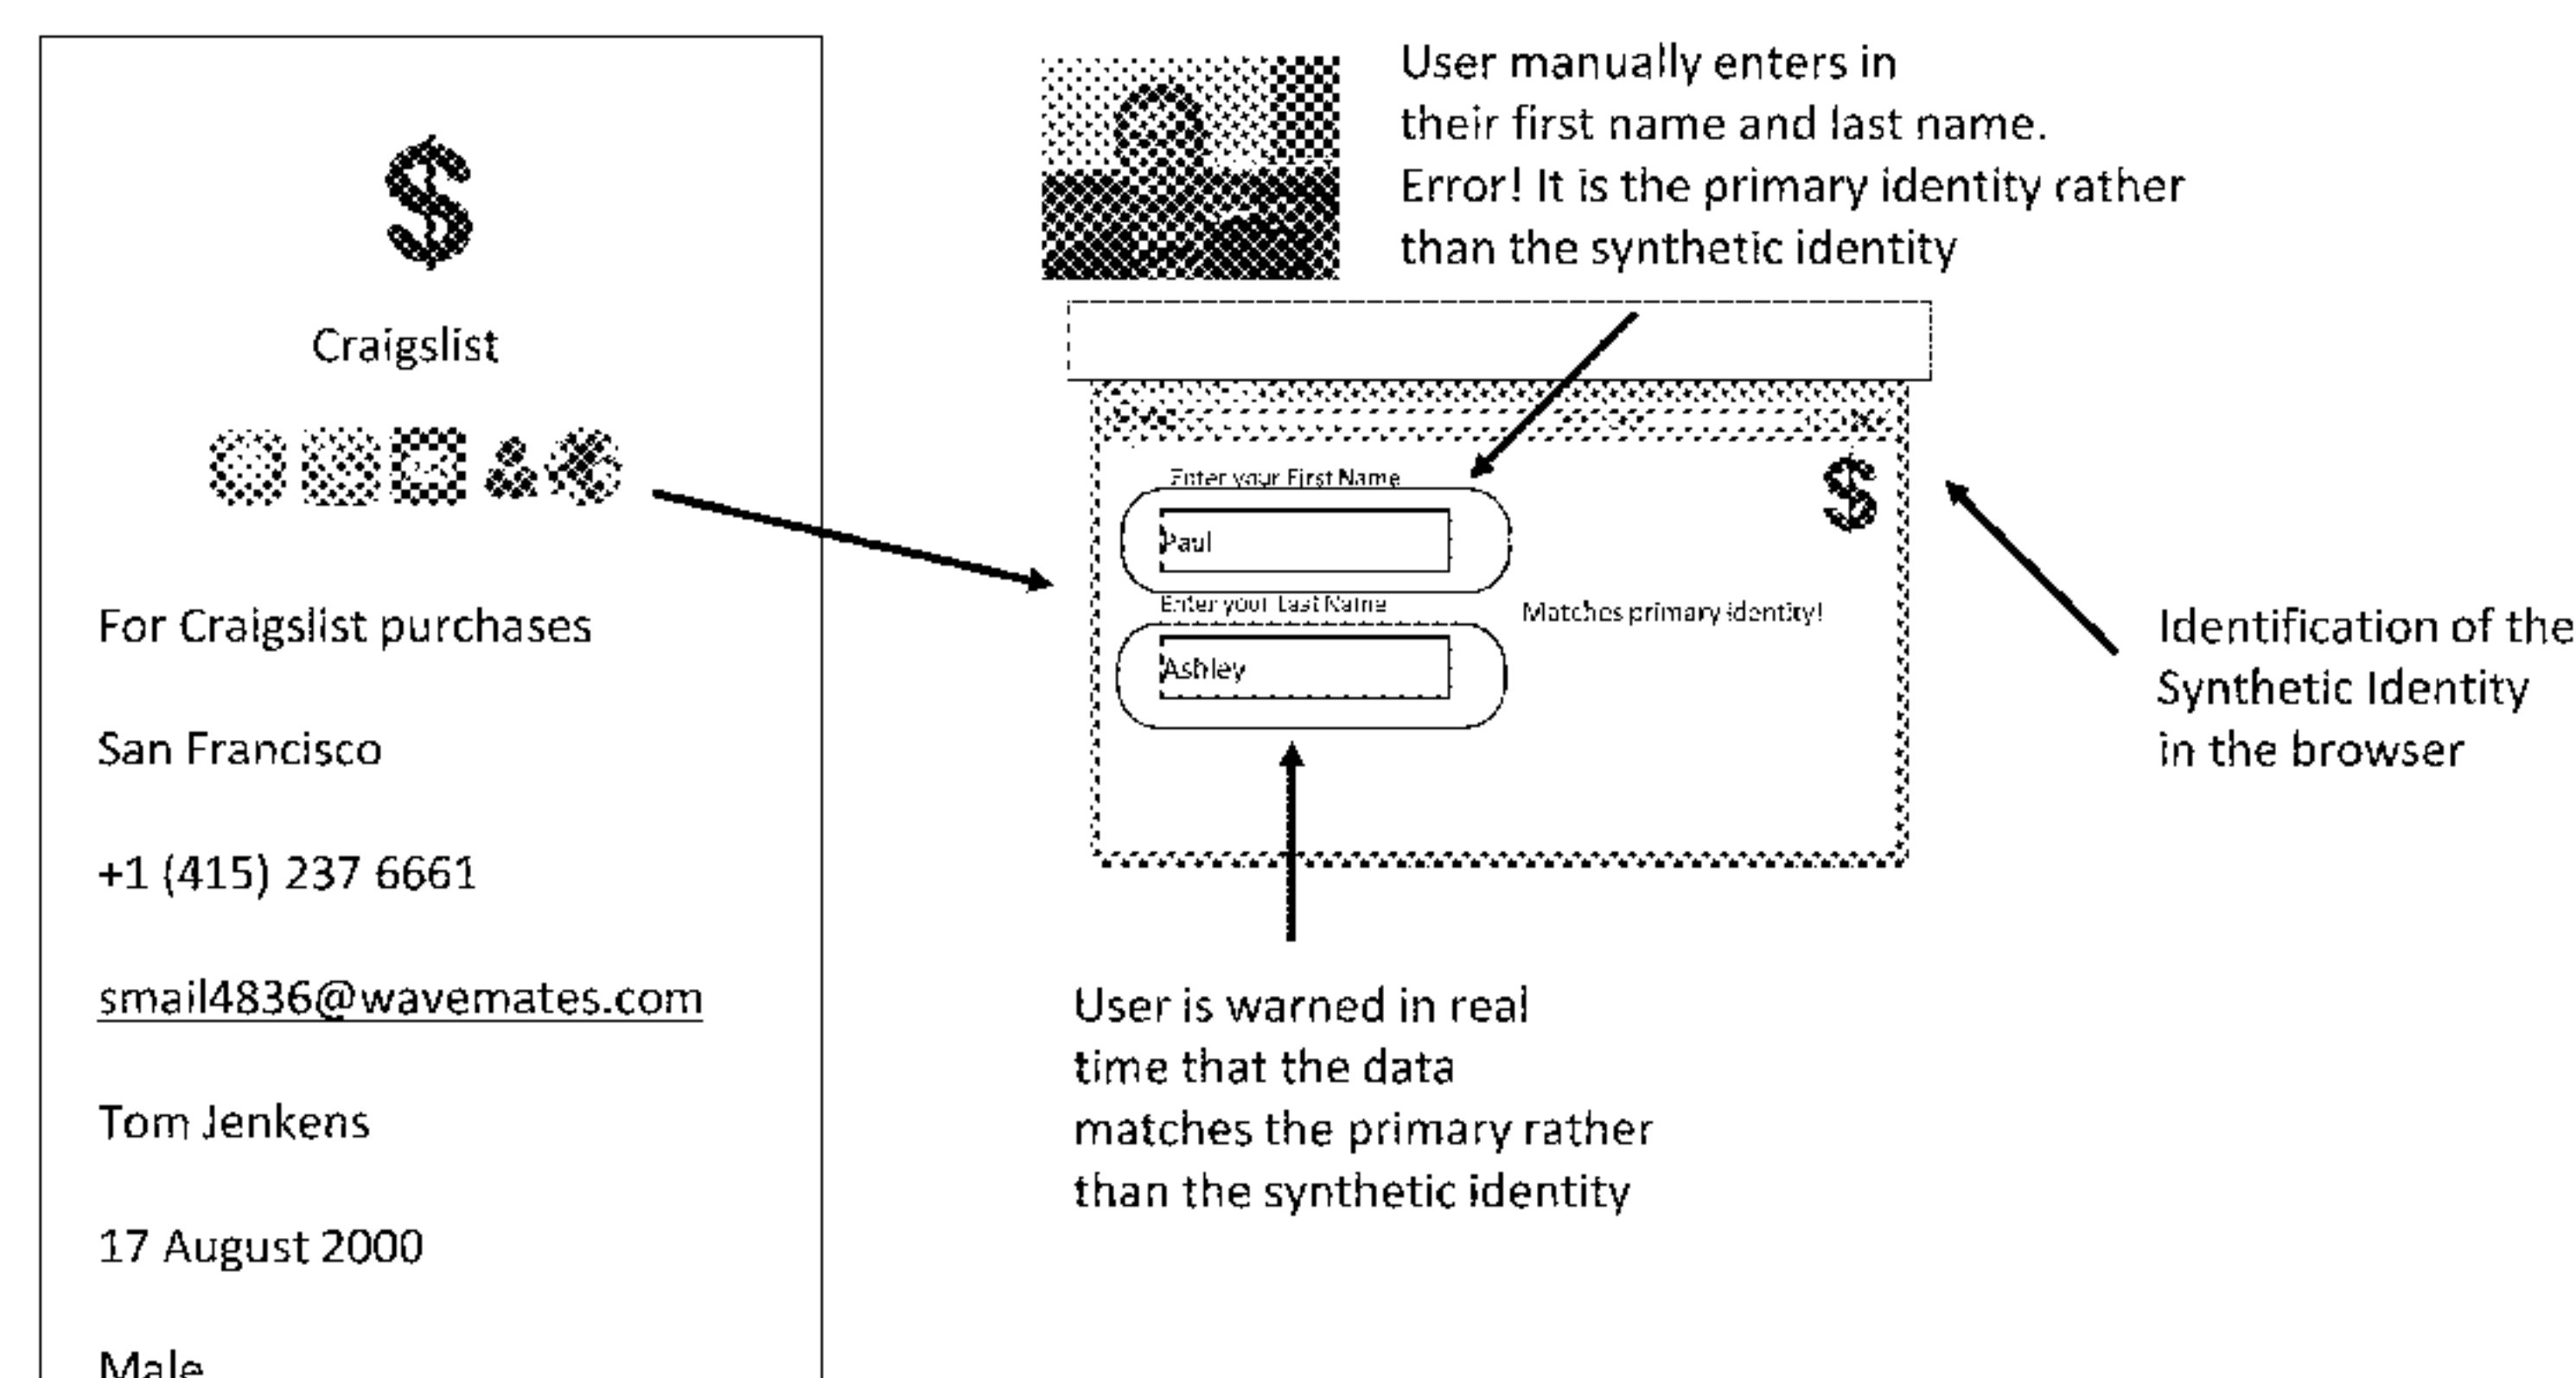 $
Craigslist
For Craigslist purchases
San Francisco
+1 (415) 237 6661
smail4836@wavemates.com
Tom Jenkens
17 August 2000
Male
User manually enters in
their first name and last name.
Error! It is the primary identity rather
than the synthetic identity
$
Enter your First Name
Paul
Enter your Last Name
Matches primary identity!
Ashley
Identification of the
Synthetic Identity
in the browser
User is warned in real
time that the data
matches the primary rather
than the synthetic identity